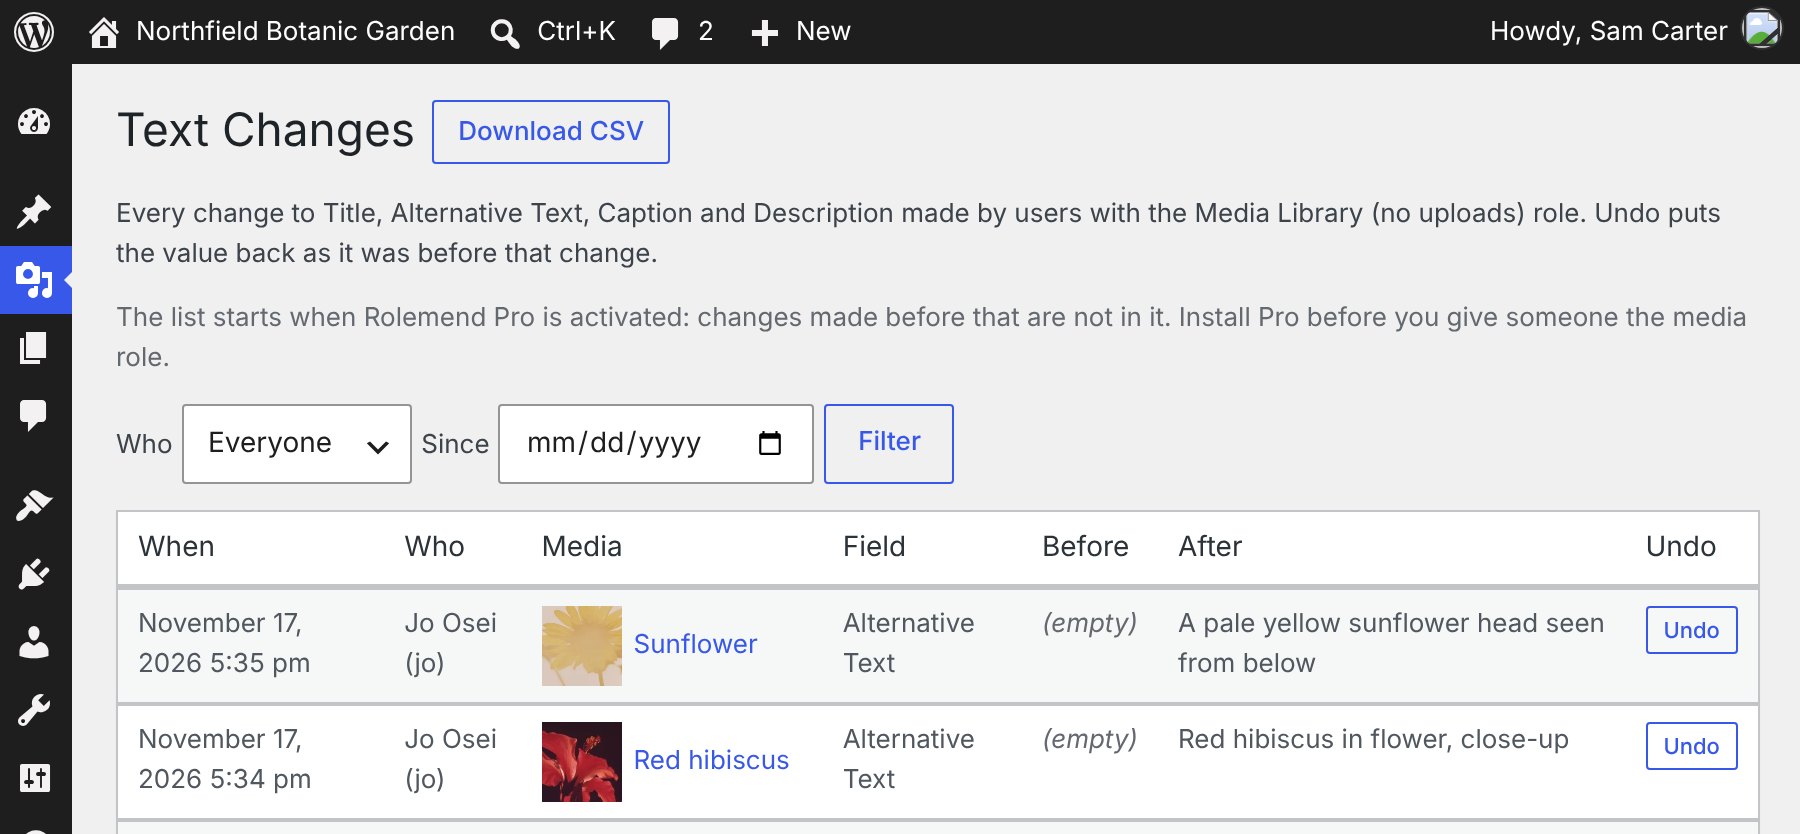 Northfield Botanic Garden Ctrl+K 2 New Howdy, Sam Carter
Text Changes Download CSV
Every change to Title, Alternative Text, Caption and Description made by users with the Media Library (no uploads) role. Undo puts
the value back as it was before that change.
The list starts when Rolemend Pro is activated: changes made before that are not in it. Install Pro before you give someone the media
role.
Who Everyone Since mm/dd/yyyy Filter
When Who Media Field Before After Undo
November 17, Jo Osei Sunflower Alternative (empty) A pale yellow sunflower head seen Undo
2026 5:35 pm (jo) Text from below
November 17, Jo Osei Red hibiscus Alternative (empty) Red hibiscus in flower, close-up Undo
2026 5:34 pm (jo) Text